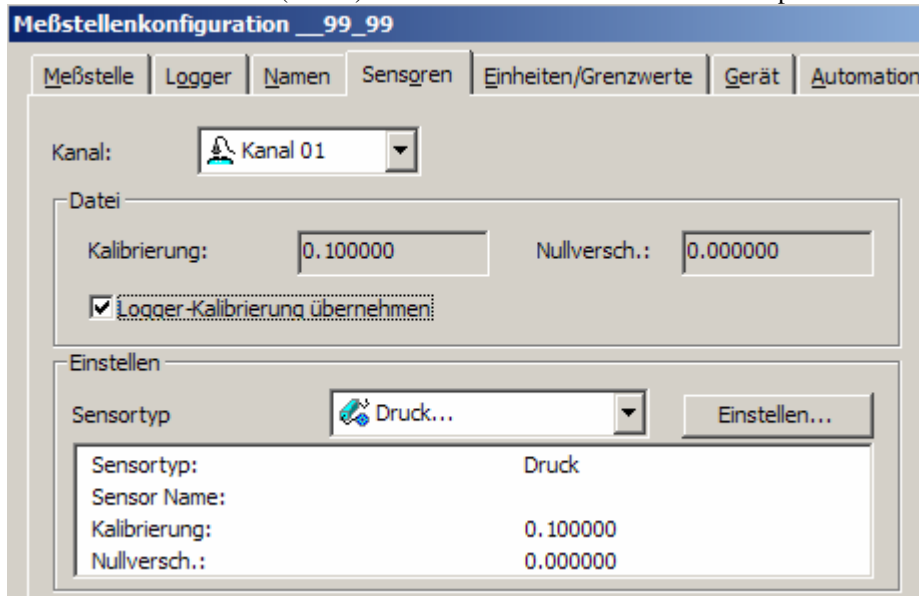 Meßstellenkonfiguration __99_99
Meßstelle Logger Namen Sensoren Einheiten/Grenzwerte Gerät Automation
Kanal: Kanal 01
Datei
Kalibrierung: 0.100000 Nullversch.: 0.000000
Logger-Kalibrierung übernehmen
Einstellen
Sensortyp Druck... Einstellen...
Sensortyp: Druck
Sensor Name:
Kalibrierung: 0.100000
Nullversch.: 0.000000